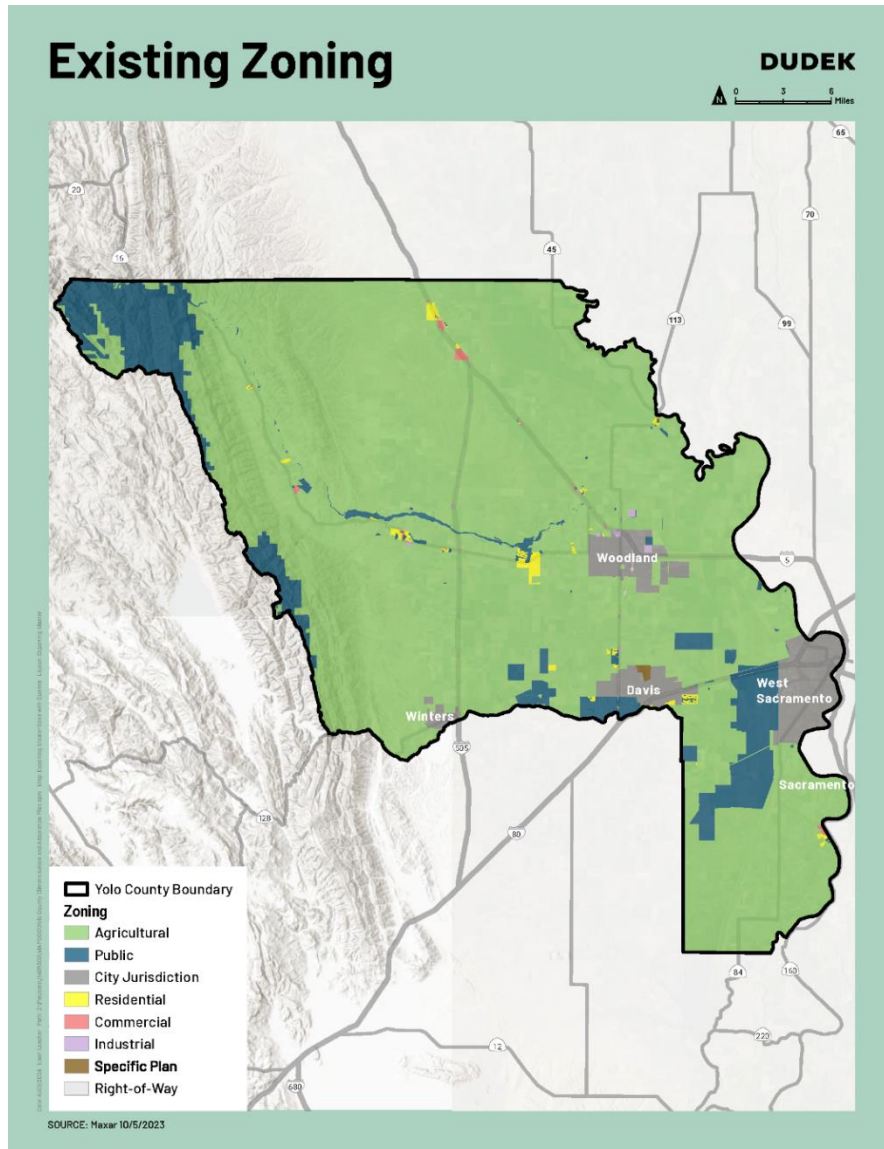 Existing Zoning
DUDEK
N
0 3 6
Miles
65
20
70
16
45
113
99
Woodland
5
West
Sacramento
Davis
Winters
505
Sacramento
128
80
84
160
220
12
680
Yolo County Boundary
Zoning
Agricultural
Public
City Jurisdiction
Residential
Commercial
Industrial
Specific Plan
Right-of-Way
SOURCE: Maxar 10/5/2023